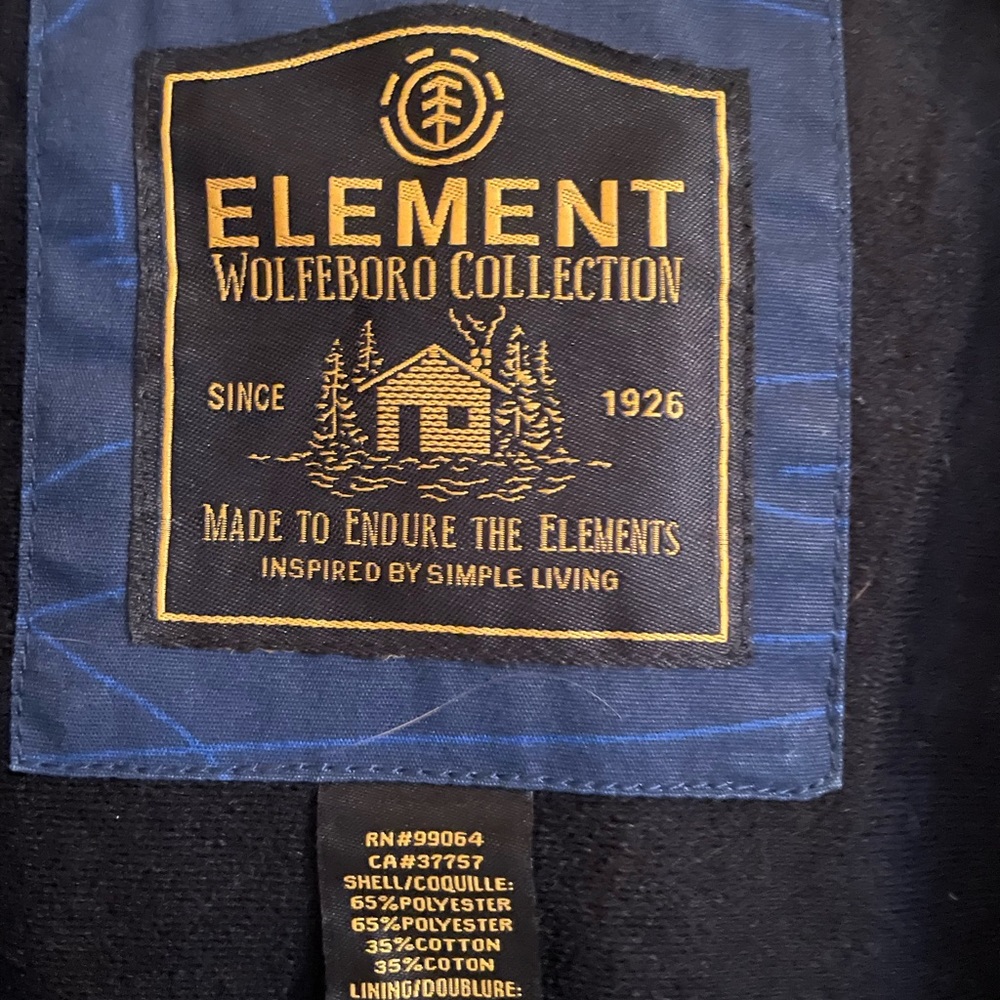 ELEMENT
WOLFEBORO COLLECTION
SINCE 1926
MADE TO ENDURE THE ELEMENTS
INSPIRED BY SIMPLE LIVING
RN#99064
CA#37757
SHELL/COQUILLE:
65%POLYESTER
65%POLYESTER
35%COTTON
35%COTON
LINING/DOUBLURE: